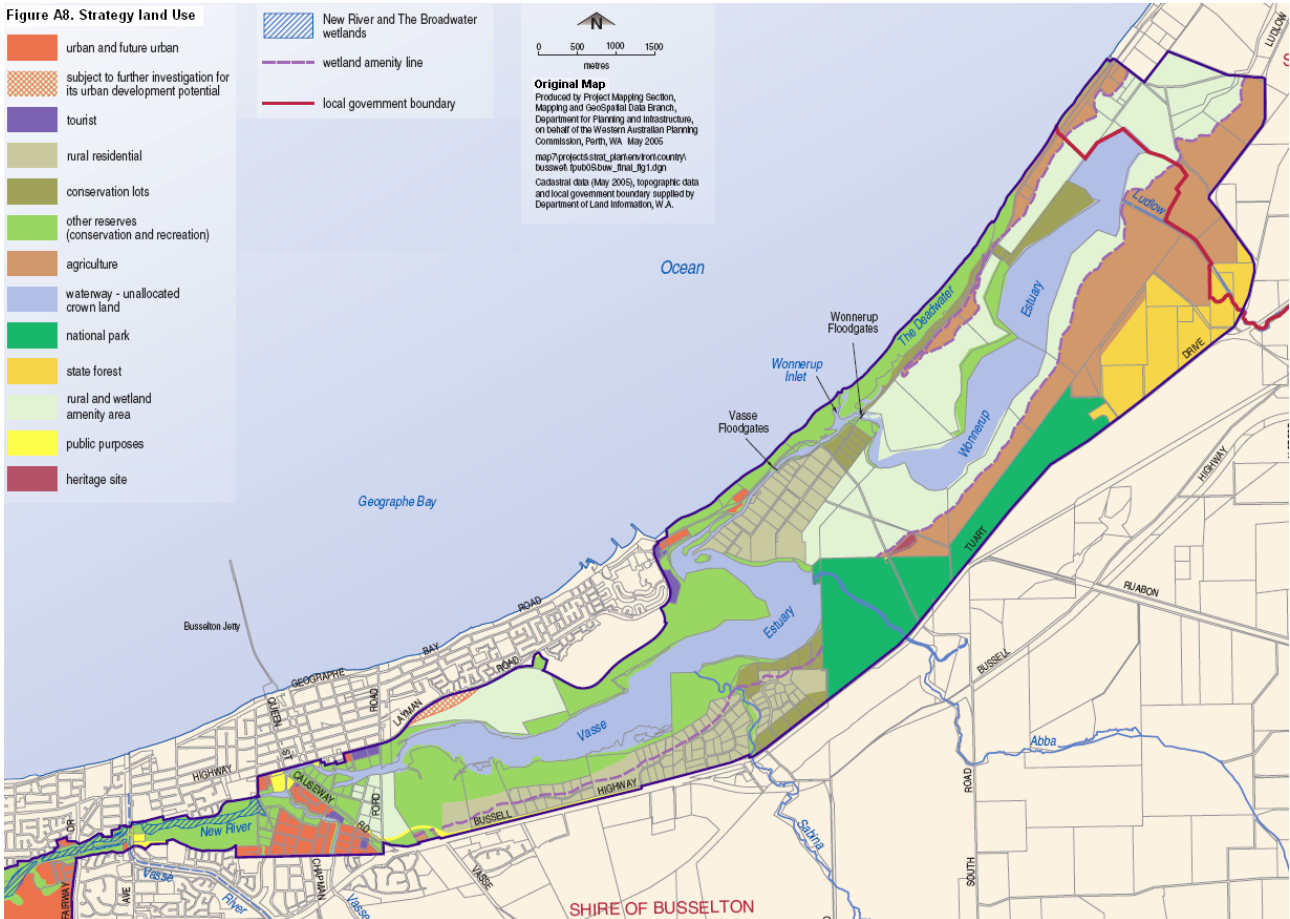 Figure A8. Strategy land Use
urban and future urban
subject to further investigation for
its urban development potential
tourist
rural residential
conservation lots
other reserves
(conservation and recreation)
agriculture
waterway - unallocated
crown land
national park
state forest
rural and wetland
amenity area
public purposes
heritage site
New River and The Broadwater
wetlands
wetland amenity line
local government boundary
N
0 500 1000 1500
metres
Original Map
Produced by Project Mapping Section,
Mapping and GeoSpatial Data Branch,
Department for Planning and Infrastructure,
on behalf of the Western Australian Planning
Commission, Perth, WA May 2005
Cadastral data (May 2005), topographic data
and local government boundary supplied by
Department of Land Information, W.A.
LUDLOW
S
Ludlow
Ocean
Estuary
The Deadwater
Wonnerup
Floodgates
Wonnerup
Inlet
DRIVE
Vasse
Floodgates
Wonnerup
HIGHWAY
Geographe Bay
TUART
RUABON
Busselton Jetty
ROAD
BAY
GEOGRAPHE
Estuary
BUSSELL
ROAD
LAYMAN
ROAD
QUEEN
ST
Vasse
Abba
HIGHWAY
CAUSEWAY
RD
FORD
HIGHWAY
BUSSELL
ROAD
DR
New River
Sabina
FAIRWAY
AVE
Vasse
River
CHAPMAN
Vasse
VASSE
SOUTH
SHIRE OF BUSSELTON